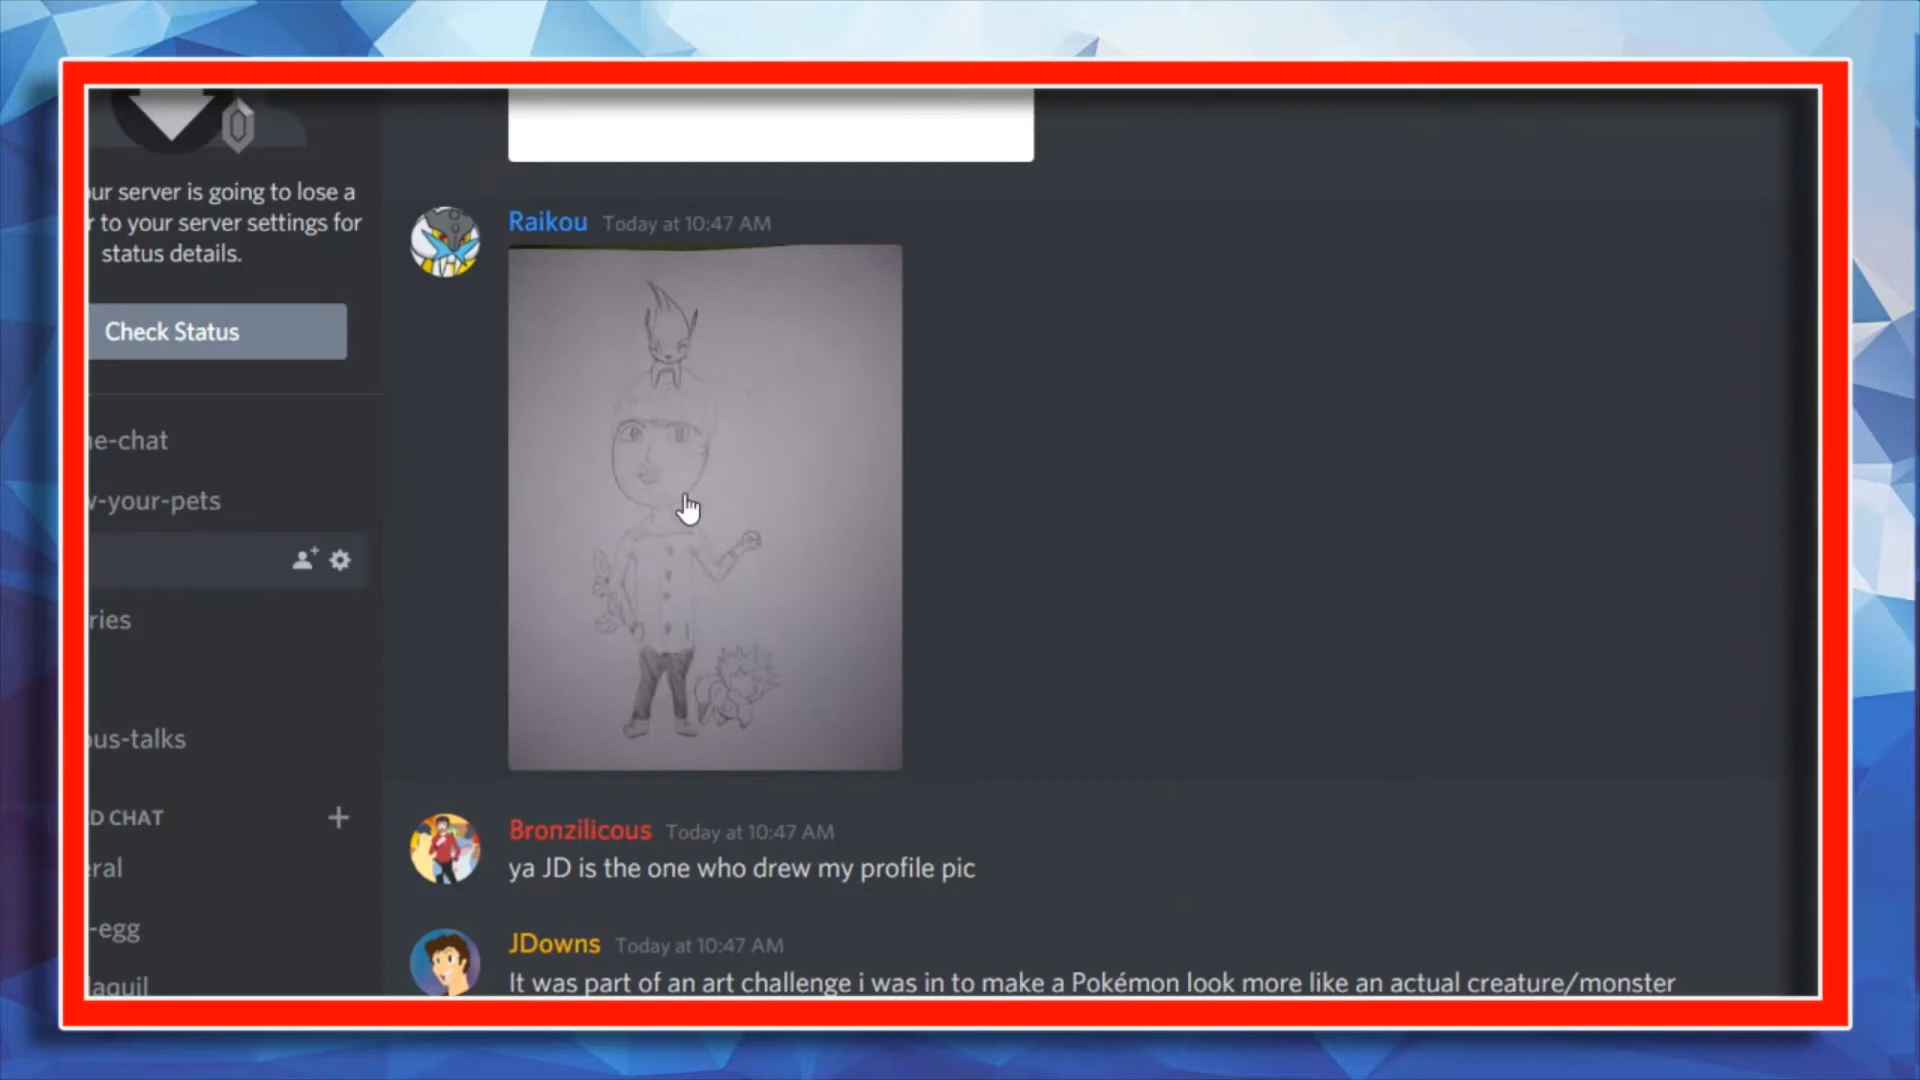 ur server is going to lose a
r to your server settings for
status details.
Check Status
e-chat
-your-pets
ries
ous-talks
D CHAT
eral
-egg
laquil
Raikou Today at 10:47 AM
Bronzilicous Today at 10:47 AM
ya JD is the one who drew my profile pic
JDowns Today at 10:47 AM
It was part of an art challenge i was in to make a Pokémon look more like an actual creature/monster